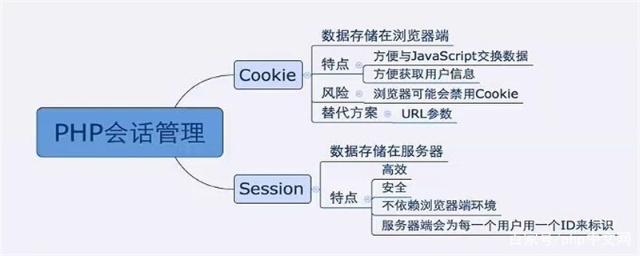 PHP会话管理
Cookie
数据存储在浏览器端
特点
方便与JavaScript交换数据
方便获取用户信息
风险
浏览器可能会禁用Cookie
替代方案
URL参数
Session
数据存储在服务器
特点
高效
安全
不依赖浏览器端环境
服务器端会为每一个用户用一个ID来标识
百家号/php中文网